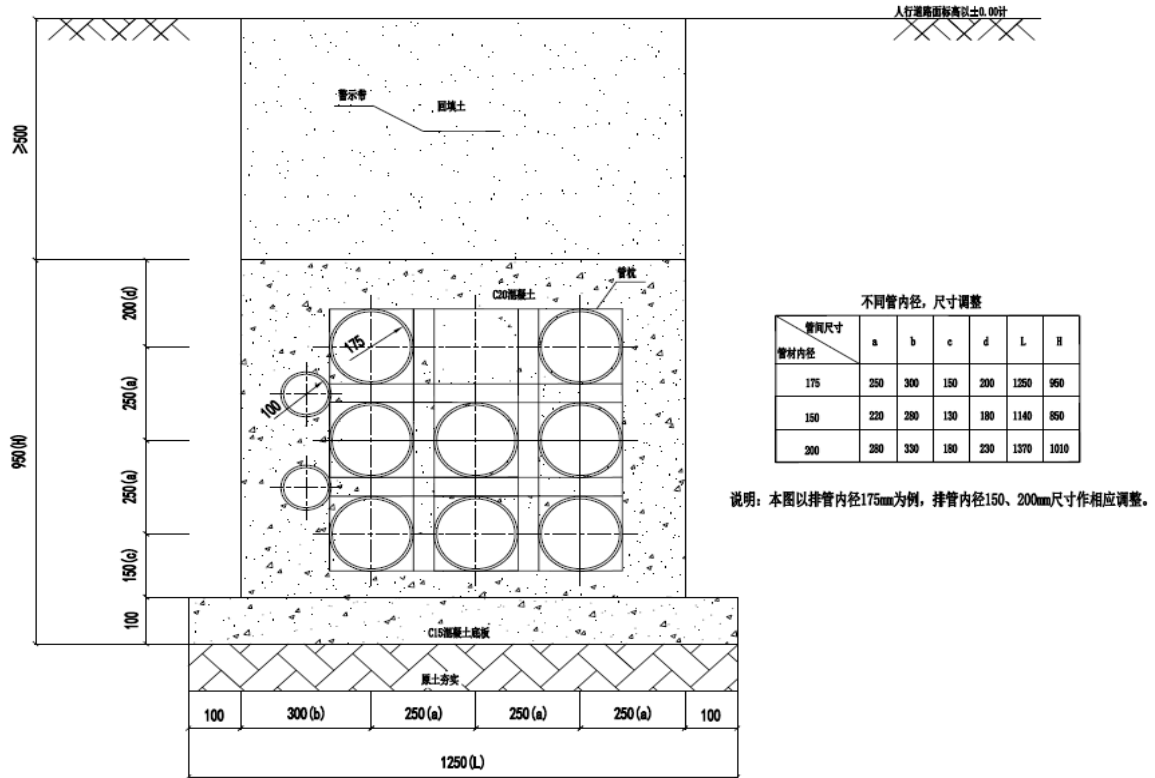 人行道路面标高以±0.00计
警示带
回填土
≥500
管枕
C20混凝土
200(d)
175
100
250(a)
250(a)
150(c)
100
950(H)
C15混凝土底板
原土夯实
100 300(b) 250(a) 250(a) 250(a) 100
1250(L)
不同管内径，尺寸调整
管间尺寸 a b c d L H
管材内径
175 250 300 150 200 1250 950
150 220 280 130 180 1140 850
200 280 330 180 230 1370 1010
说明：本图以排管内径175mm为例，排管内径150、200mm尺寸作相应调整。